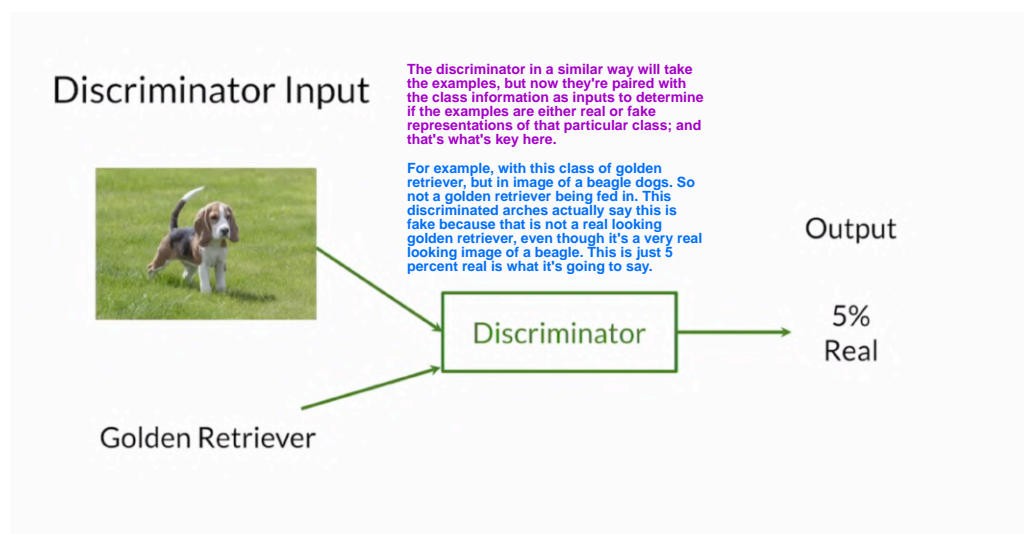 Discriminator Input
The discriminator in a similar way will take
the examples, but now they're paired with
the class information as inputs to determine
if the examples are either real or fake
representations of that particular class; and
that's what's key here.
For example, with this class of golden
retriever, but in image of a beagle dogs. So
not a golden retriever being fed in. This
discriminated arches actually say this is
fake because that is not a real looking
golden retriever, even though it's a very real
looking image of a beagle. This is just 5
percent real is what it's going to say.
Output
Discriminator
5%
Real
Golden Retriever